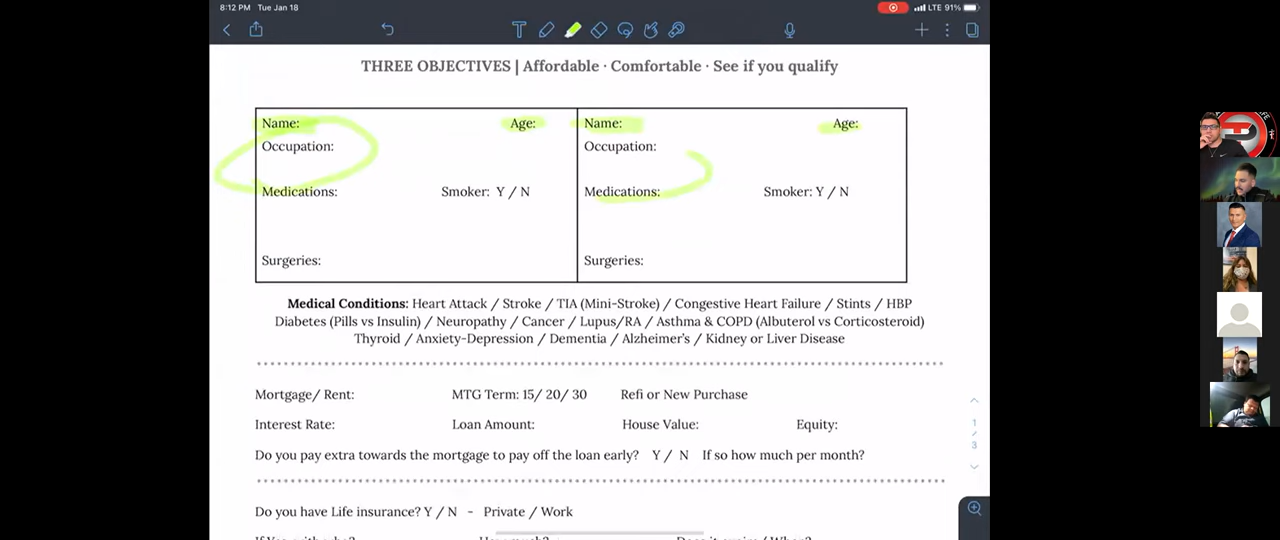 8:12 PM Tue Jan 18 LTE 91%
THREE OBJECTIVES | Affordable · Comfortable · See if you qualify
Name: Age: Name: Age:
Occupation: Occupation:
Medications: Smoker: Y / N Medications: Smoker: Y / N
Surgeries: Surgeries:
Medical Conditions: Heart Attack / Stroke / TIA (Mini-Stroke) / Congestive Heart Failure / Stints / HBP
Diabetes (Pills vs Insulin) / Neuropathy / Cancer / Lupus/RA / Asthma & COPD (Albuterol vs Corticosteroid)
Thyroid / Anxiety-Depression / Dementia / Alzheimer's / Kidney or Liver Disease
Mortgage/ Rent: MTG Term: 15/ 20/ 30 Refi or New Purchase
Interest Rate: Loan Amount: House Value: Equity:
Do you pay extra towards the mortgage to pay off the loan early? Y / N If so how much per month?
1 / 3
Do you have Life insurance? Y / N - Private / Work